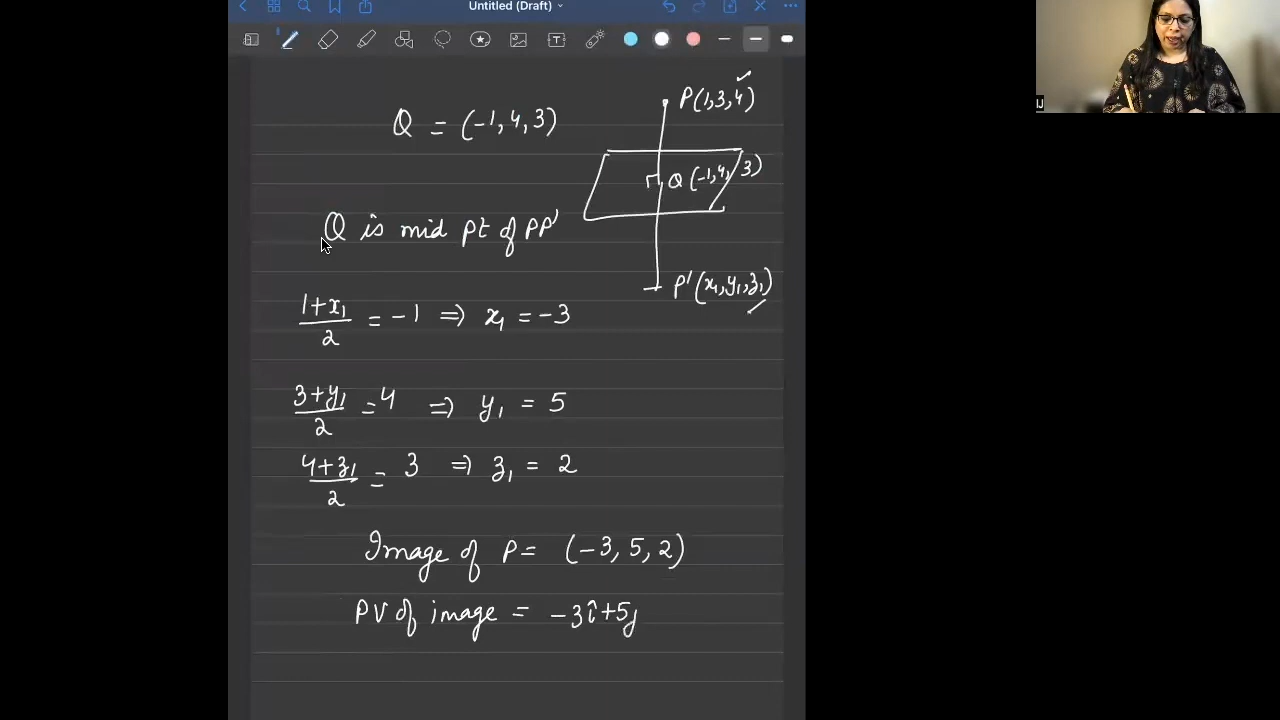 Untitled (Draft)
P(1,3,4)
Q = (-1,4,3)
Q (-1,4,3)
Q is mid pt of PP'
P'(x₁,y₁,z₁)
(1+x₁)/2 = -1 ⇒ x₁ = -3
(3+y₁)/2 = 4 ⇒ y₁ = 5
(4+z₁)/2 = 3 ⇒ z₁ = 2
Image of P = (-3, 5, 2)
PV of image = -3î+5j
IJ